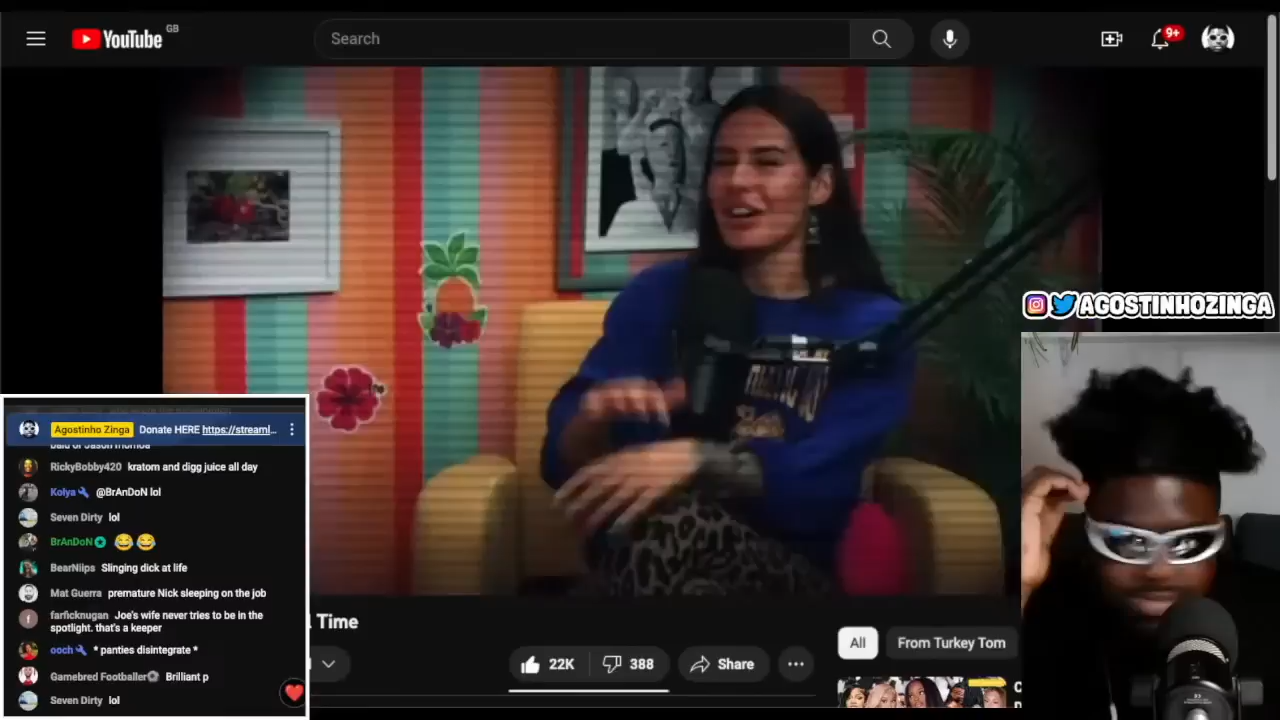 YouTube GB
Search
9+
AGOSTINHOZINGA
Agostinho Zinga Donate HERE https://streaml...
RickyBobby420 kratom and digg juice all day
Kolya @BrAnDoN lol
Seven Dirty lol
BrAnDoN
BearNiips Slinging dick at life
Mat Guerra premature Nick sleeping on the job
farficknugan Joe's wife never tries to be in the
spotlight. that's a keeper
ooch * panties disintegrate *
Gamebred Footballer Brilliant p
Seven Dirty lol
Time
22K
388
Share
All
From Turkey Tom